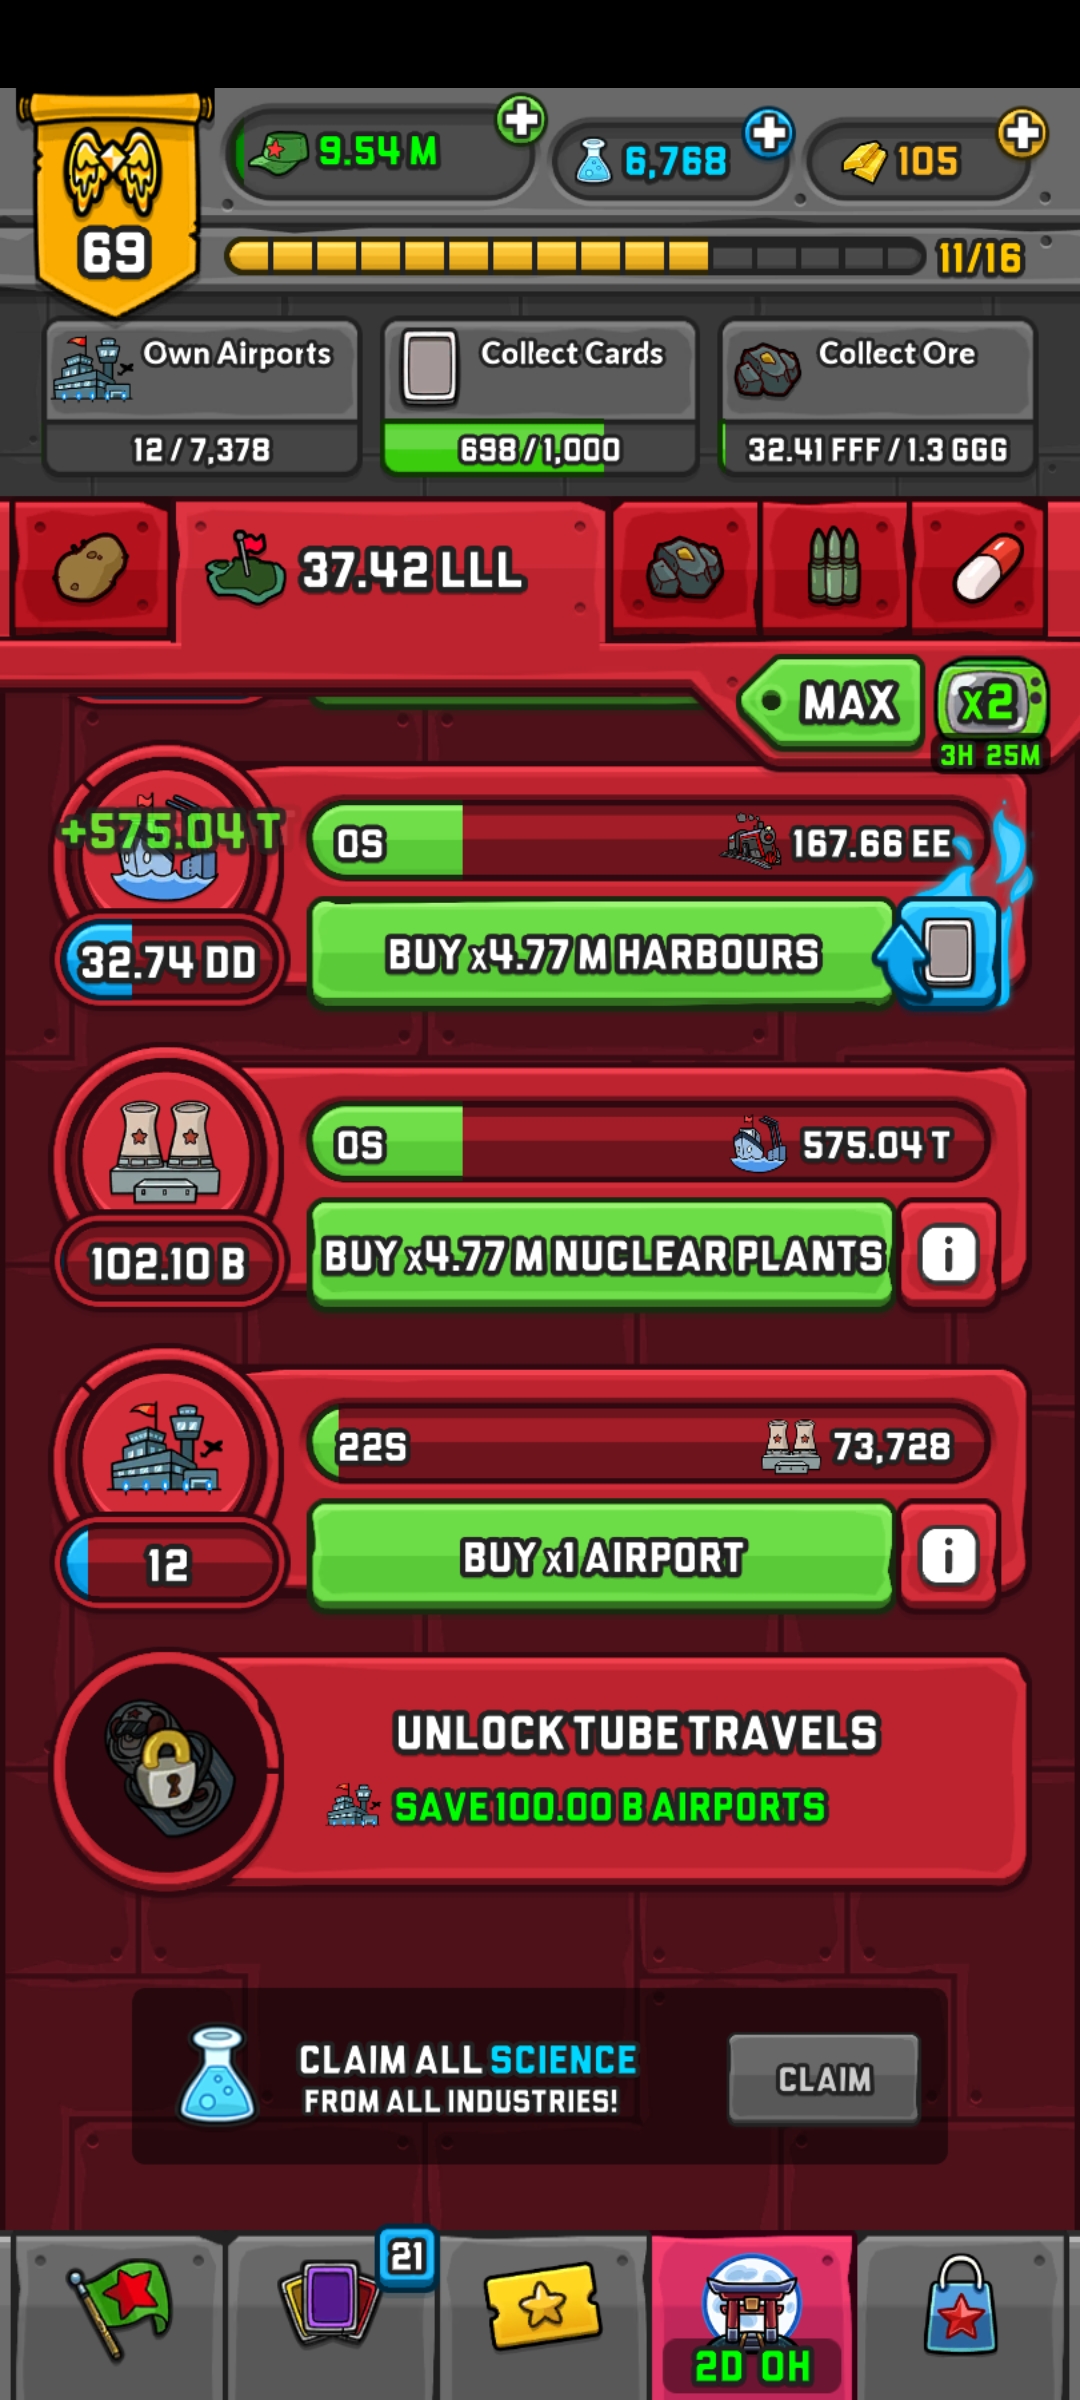 69
9.54 M
6,768
105
11/16
Own Airports
12 / 7,378
Collect Cards
698 / 1,000
Collect Ore
32.41 FFF / 1.3 GGG
37.42 LLL
MAX
x2
3H 25M
+575.04 T
0S
167.66 EE
32.74 DD
BUY x4.77 M HARBOURS
0S
575.04 T
102.10 B
BUY x4.77 M NUCLEAR PLANTS
i
22S
73,728
12
BUY x1 AIRPORT
i
UNLOCK TUBE TRAVELS
SAVE 100.00 B AIRPORTS
CLAIM ALL SCIENCE
FROM ALL INDUSTRIES!
CLAIM
21
2D 0H